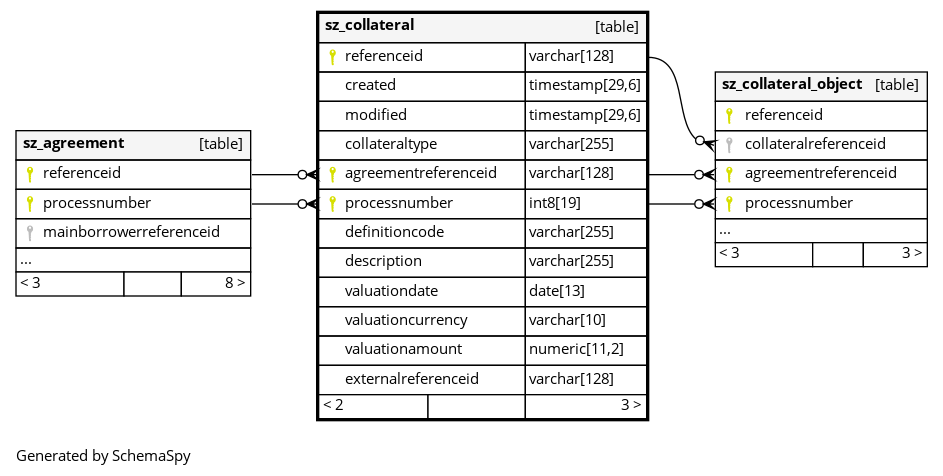 sz_agreement [table]
referenceid
processnumber
mainborrowerreferenceid
...
< 3 8 >
sz_collateral [table]
referenceid varchar[128]
created timestamp[29,6]
modified timestamp[29,6]
collateraltype varchar[255]
agreementreferenceid varchar[128]
processnumber int8[19]
definitioncode varchar[255]
description varchar[255]
valuationdate date[13]
valuationcurrency varchar[10]
valuationamount numeric[11,2]
externalreferenceid varchar[128]
< 2 3 >
sz_collateral_object [table]
referenceid
collateralreferenceid
agreementreferenceid
processnumber
...
< 3 3 >
Generated by SchemaSpy